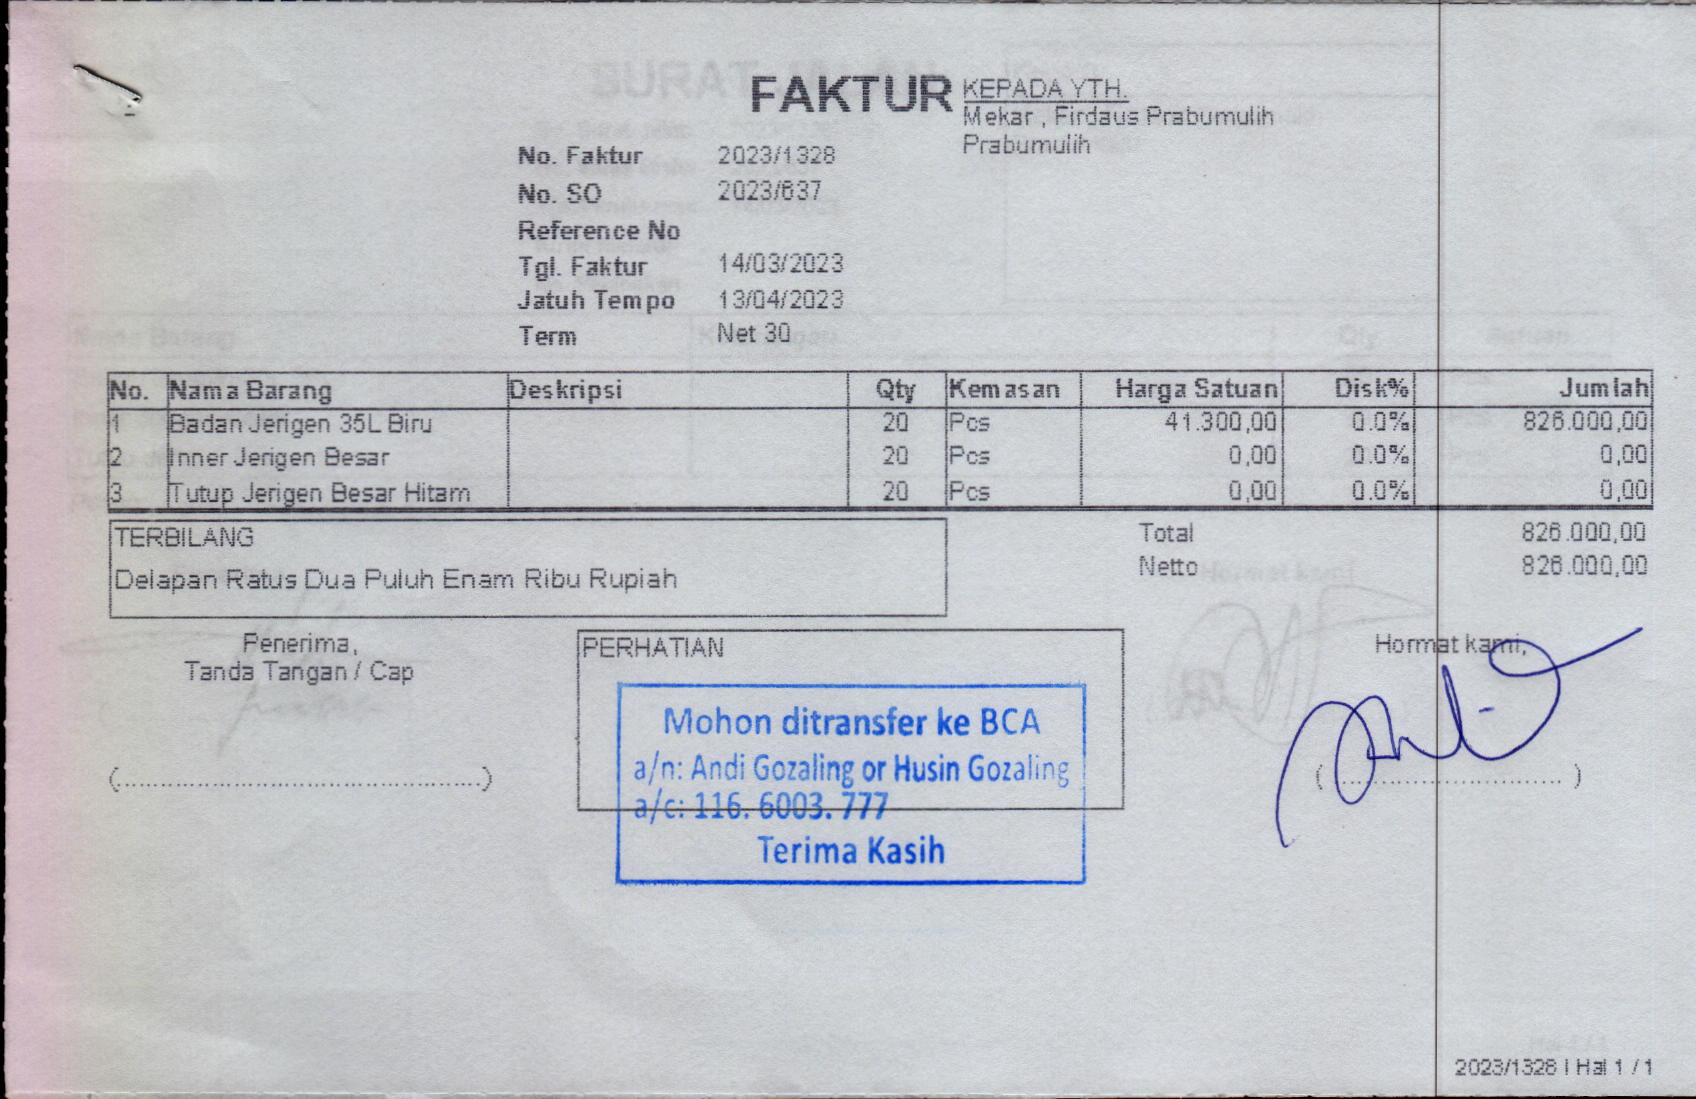 FAKTUR
KEPADA YTH.
Mekar , Firdaus Prabumulih
Prabumulih
No. Faktur 2023/1328
No. SO 2023/637
Reference No
Tgl. Faktur 14/03/2023
Jatuh Tempo 13/04/2023
Term Net 30
No. Nama Barang Deskripsi Qty Kemasan Harga Satuan Disk% Jumlah
1 Badan Jerigen 35L Biru 20 Pcs 41.300,00 0.0% 826.000,00
2 Inner Jerigen Besar 20 Pcs 0,00 0.0% 0,00
3 Tutup Jerigen Besar Hitam 20 Pcs 0,00 0.0% 0,00
TERBILANG
Delapan Ratus Dua Puluh Enam Ribu Rupiah
Total 826.000,00
Netto 826.000,00
Penerima,
Tanda Tangan / Cap
(................................................)
PERHATIAN
Mohon ditransfer ke BCA
a/n: Andi Gozaling or Husin Gozaling
a/c: 116. 6003. 777
Terima Kasih
Hormat kami,
( ................................ )
2023/1328 | Hal 1 / 1